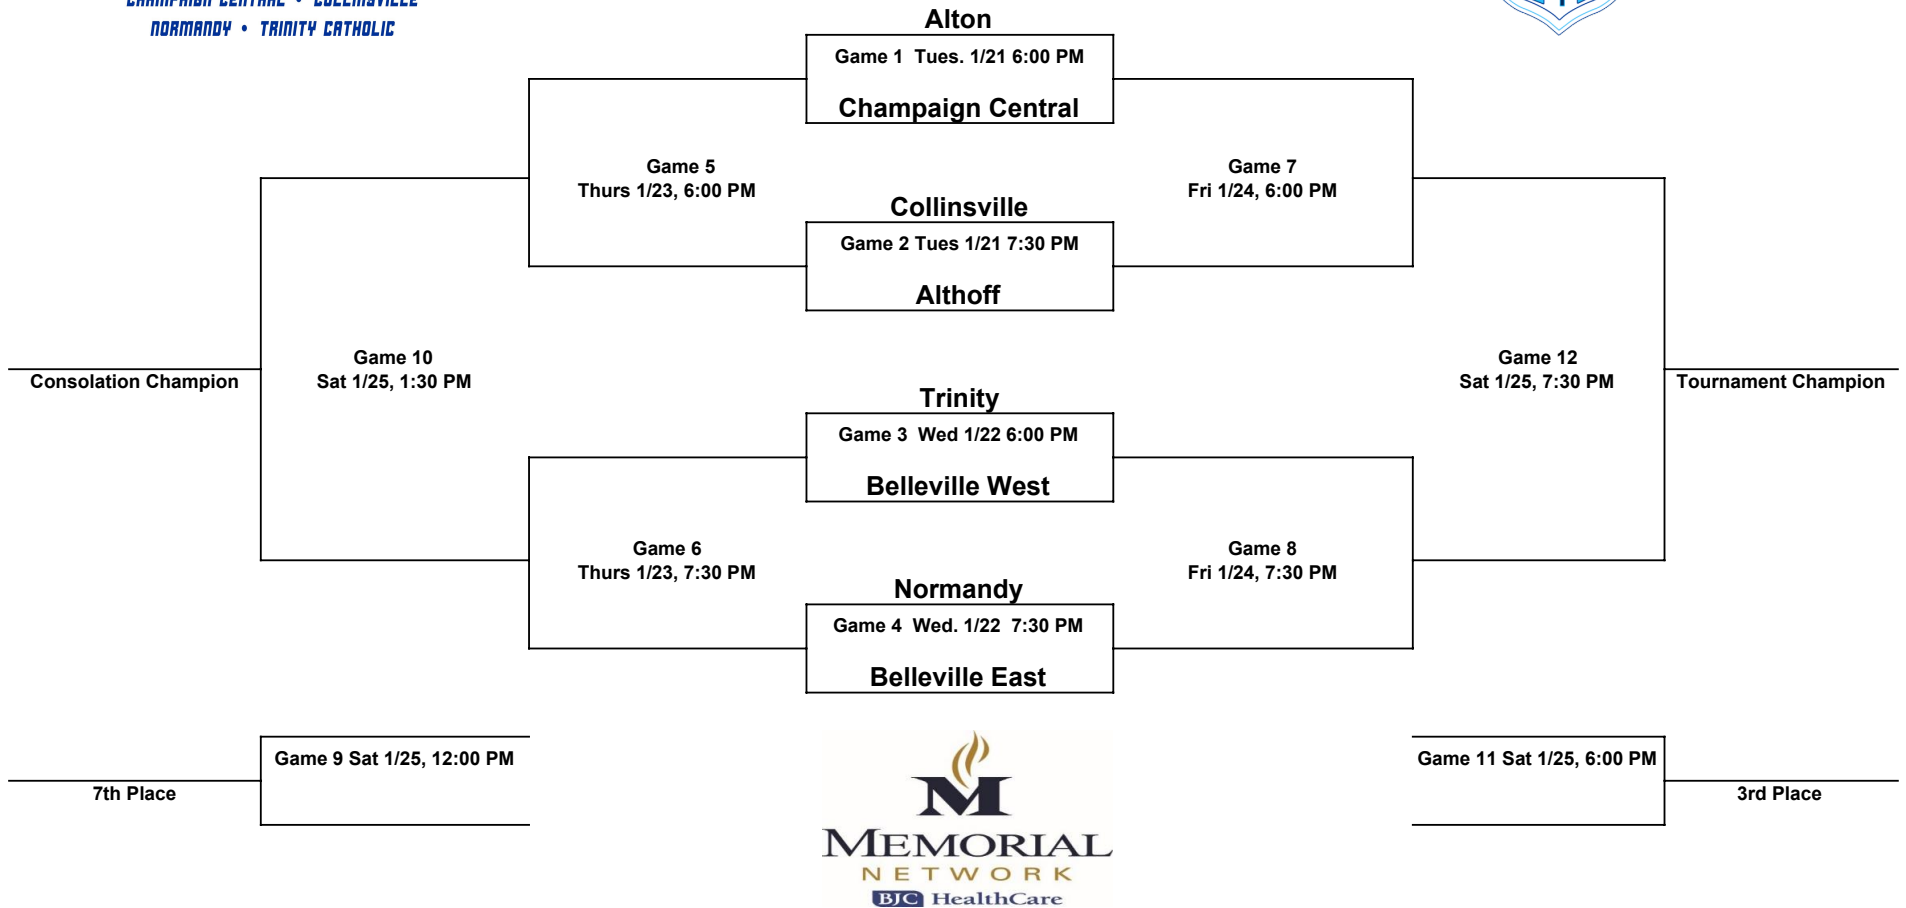 CHAMPAIGN CENTRAL • COLLINSVILLE
NORMANDY • TRINITY CATHOLIC
Alton
Game 1 Tues. 1/21 6:00 PM
Champaign Central
Game 5
Thurs 1/23, 6:00 PM
Game 7
Fri 1/24, 6:00 PM
Collinsville
Game 2 Tues 1/21 7:30 PM
Althoff
Game 10
Sat 1/25, 1:30 PM
Consolation Champion
Game 12
Sat 1/25, 7:30 PM
Tournament Champion
Trinity
Game 3 Wed 1/22 6:00 PM
Belleville West
Game 6
Thurs 1/23, 7:30 PM
Game 8
Fri 1/24, 7:30 PM
Normandy
Game 4 Wed. 1/22 7:30 PM
Belleville East
Game 9 Sat 1/25, 12:00 PM
7th Place
Game 11 Sat 1/25, 6:00 PM
3rd Place
M
MEMORIAL
NETWORK
BJC HealthCare